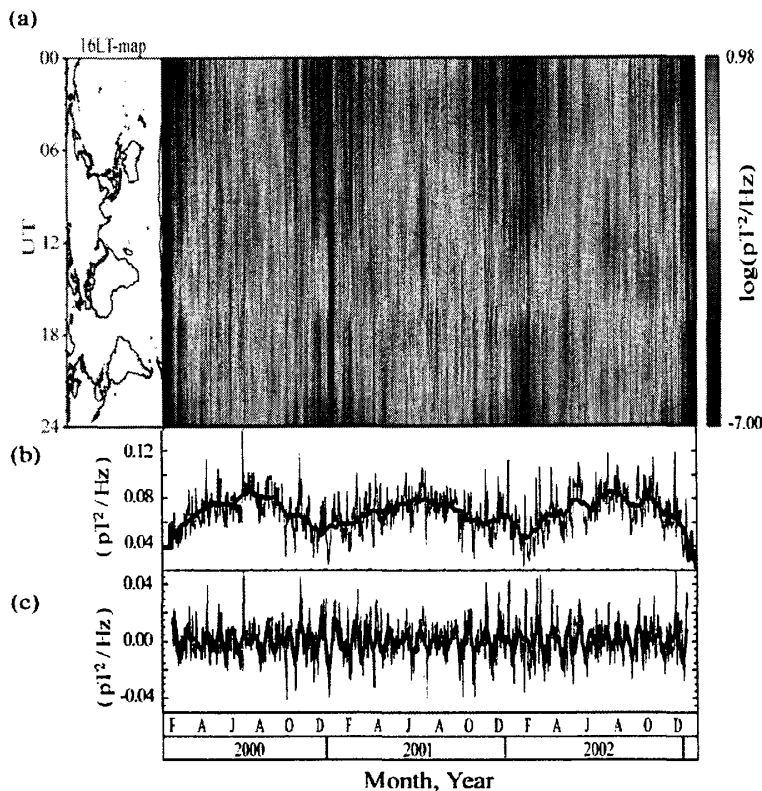 (a)
16LT-map
00
06
12
18
24
UT
0.98
-7.00
log(pT²/Hz)
(b)
0.12
0.08
0.04
(pT²/Hz)
(c)
0.04
0.00
-0.04
(pT²/Hz)
F A J A O D F A J A O D F A J A O D
2000 2001 2002
Month, Year